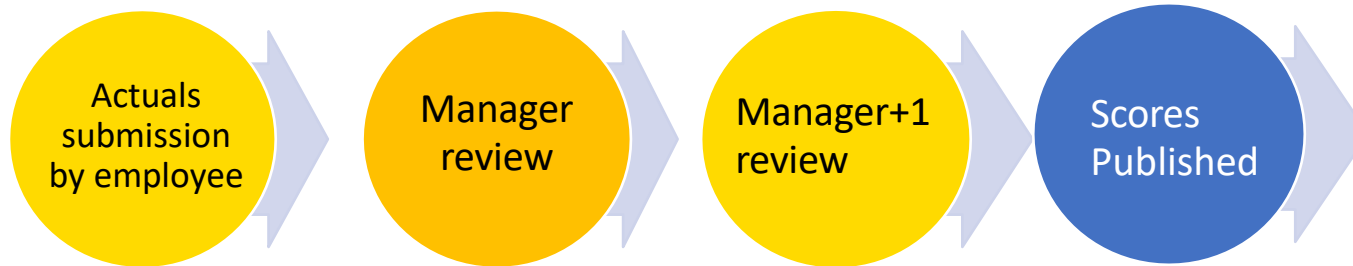 Actuals
submission
by employee
Manager
review
Manager+1
review
Scores
Published